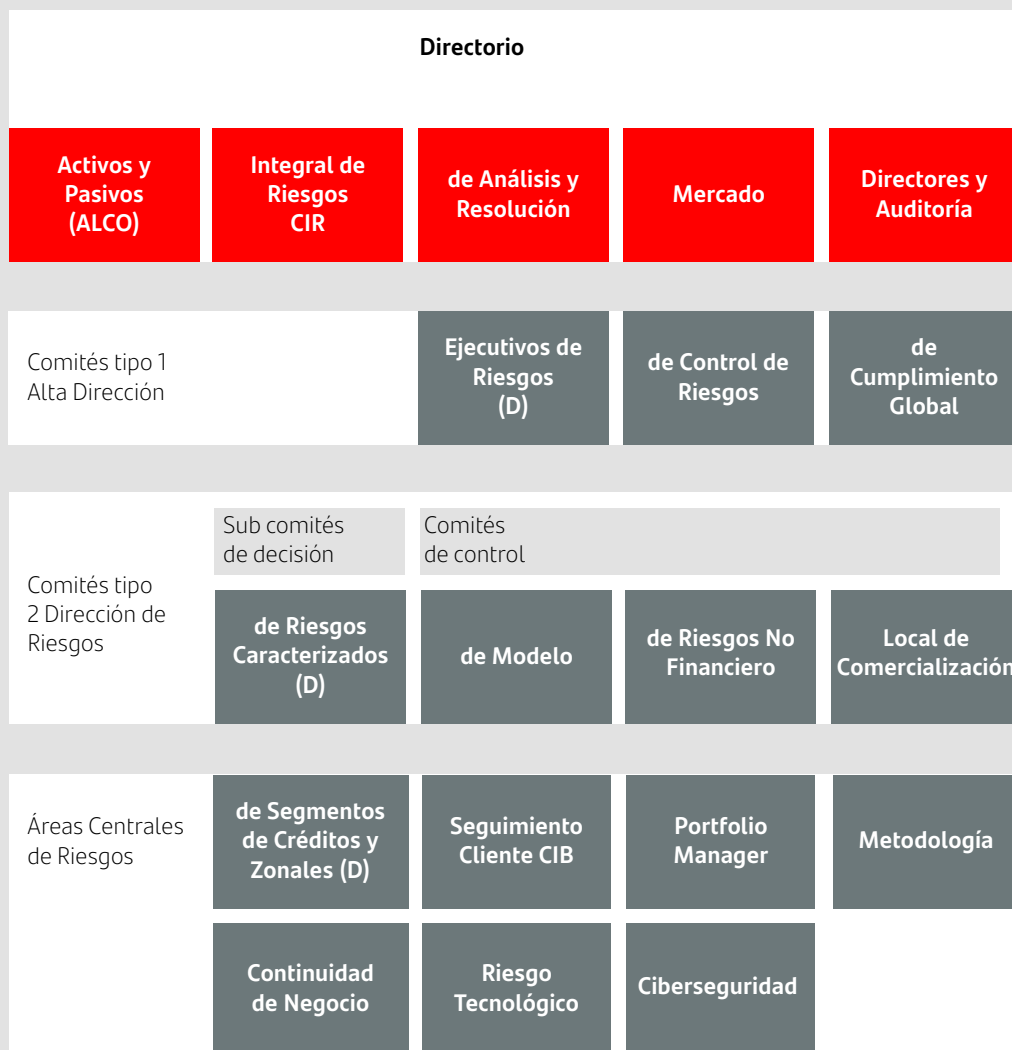 Directorio
Activos y
Pasivos
(ALCO)
Integral de
Riesgos
CIR
de Análisis y
Resolución
Mercado
Directores y
Auditoría
Comités tipo 1
Alta Dirección
Ejecutivos de
Riesgos
(D)
de Control de
Riesgos
de
Cumplimiento
Global
Comités tipo
2 Dirección de
Riesgos
Sub comités
de decisión
Comités
de control
de Riesgos
Caracterizados
(D)
de Modelo
de Riesgos No
Financiero
Local de
Comercialización
Áreas Centrales
de Riesgos
de Segmentos
de Créditos y
Zonales (D)
Seguimiento
Cliente CIB
Portfolio
Manager
Metodología
Continuidad
de Negocio
Riesgo
Tecnológico
Ciberseguridad